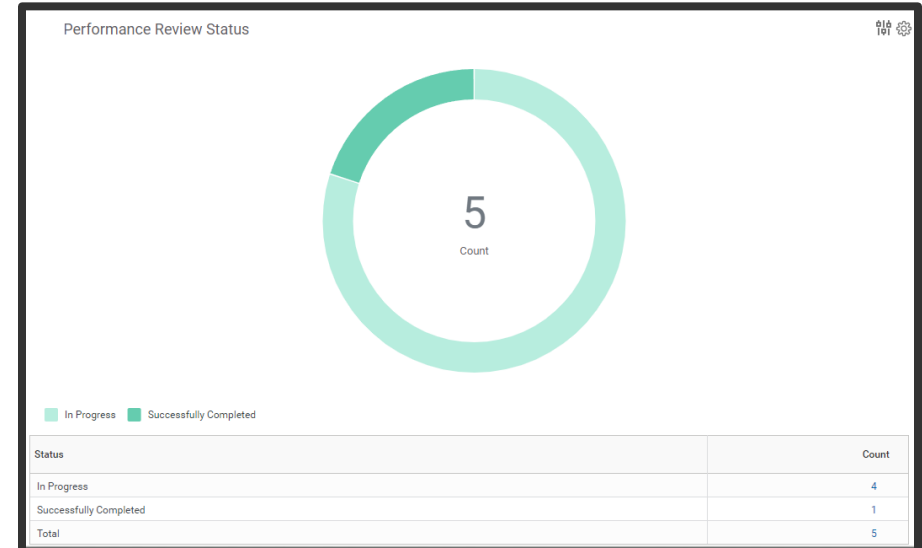 Performance Review Status
5
Count
In Progress Successfully Completed
Status Count
In Progress 4
Successfully Completed 1
Total 5